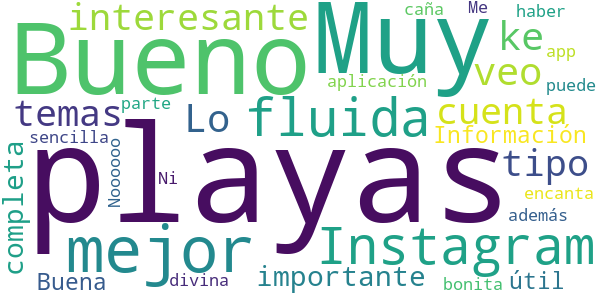 interesante
Muy
caña
Me
haber
Bueno
ke
app
veo
aplicación
puede
temas
parte
Lo
fluida
cuenta
sencilla
Información
completa
Noooooo
playas
tipo
Ni
encanta
mejor
Instagram
además
Buena
divina
importante
bonita
útil